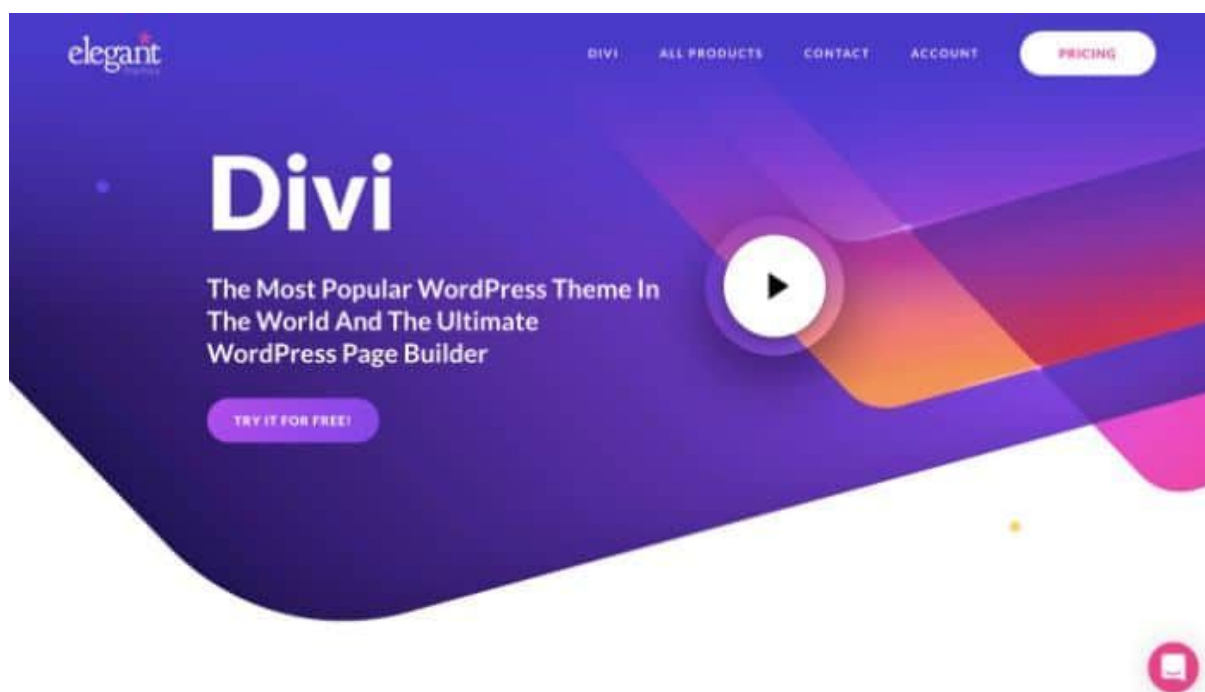 elegant
themes
DIVI ALL PRODUCTS CONTACT ACCOUNT PRICING
Divi
The Most Popular WordPress Theme In
The World And The Ultimate
WordPress Page Builder
TRY IT FOR FREE!